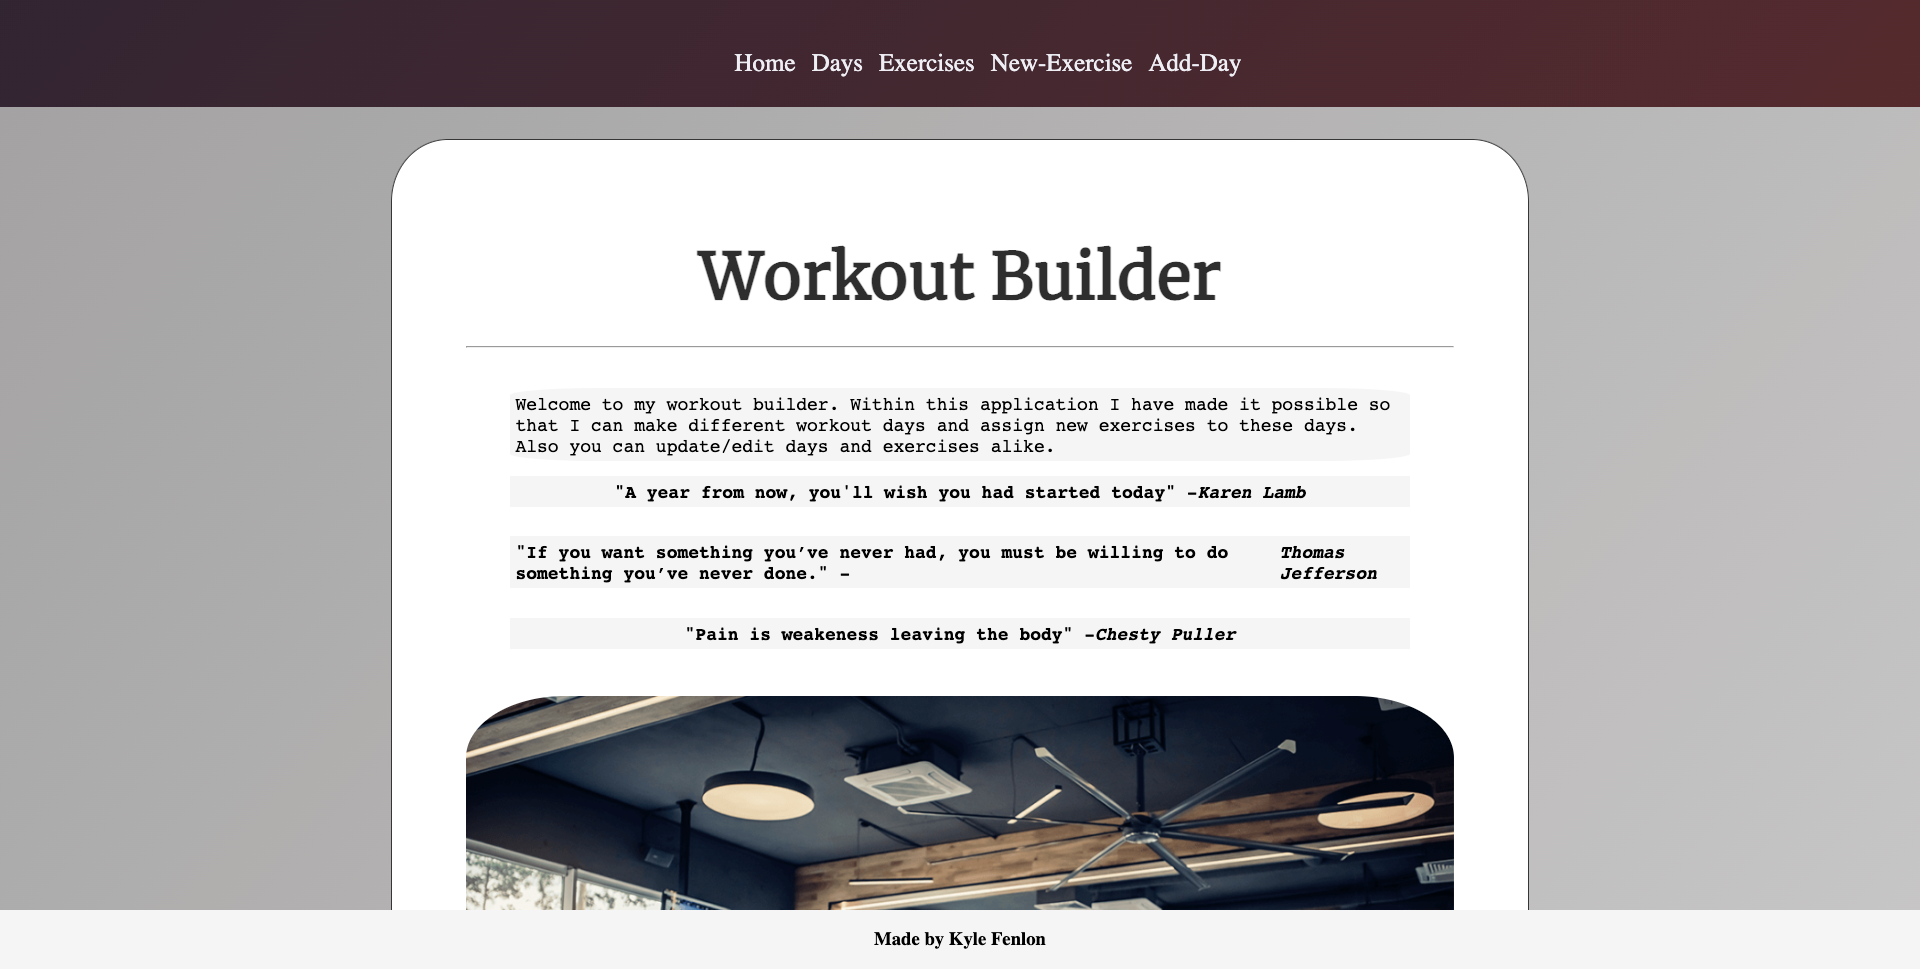 Home Days Exercises New-Exercise Add-Day
Workout Builder
Welcome to my workout builder. Within this application I have made it possible so
that I can make different workout days and assign new exercises to these days.
Also you can update/edit days and exercises alike.
"A year from now, you'll wish you had started today" -Karen Lamb
"If you want something you’ve never had, you must be willing to do
something you’ve never done." -
Thomas
Jefferson
"Pain is weakness leaving the body" -Chesty Puller
Made by Kyle Fenlon